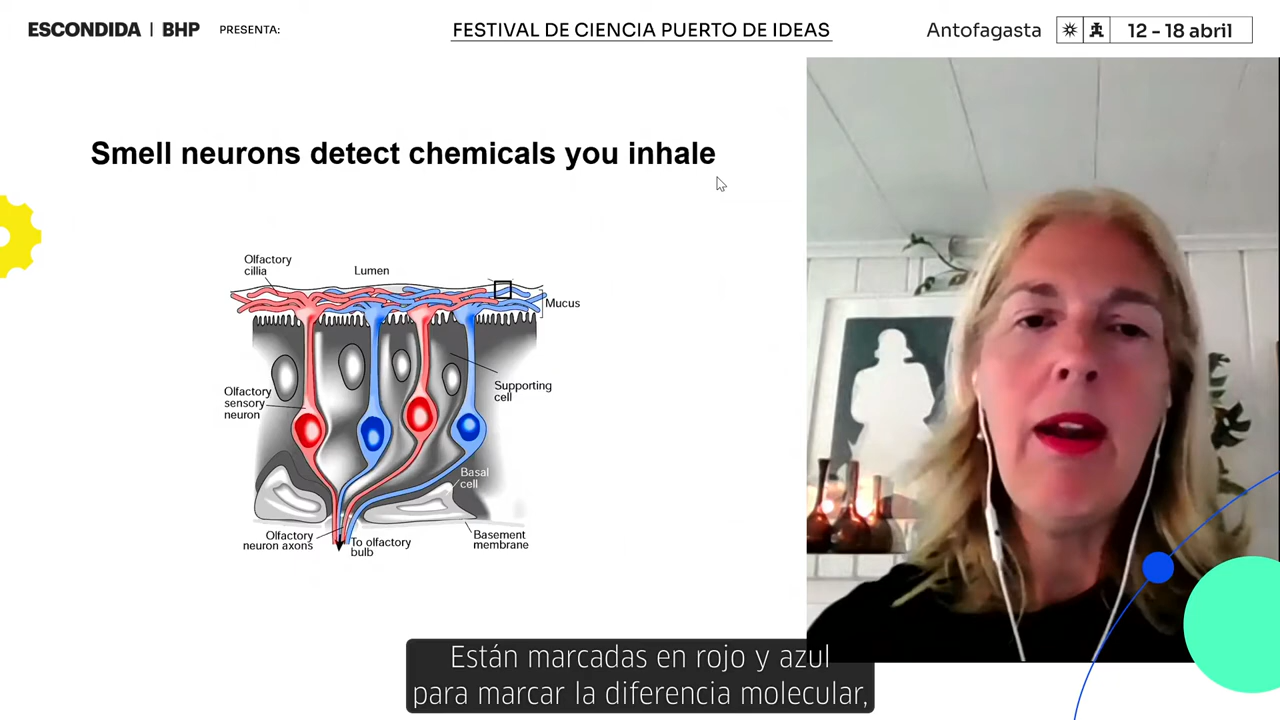 ESCONDIDA | BHP PRESENTA:
FESTIVAL DE CIENCIA PUERTO DE IDEAS
Antofagasta
12 - 18 abril
Smell neurons detect chemicals you inhale
Olfactory
cillia
Lumen
Mucus
Supporting
cell
Olfactory
sensory
neuron
Basal
cell
Olfactory
neuron axons
To olfactory
bulb
Basement
membrane
Están marcadas en rojo y azul
para marcar la diferencia molecular,